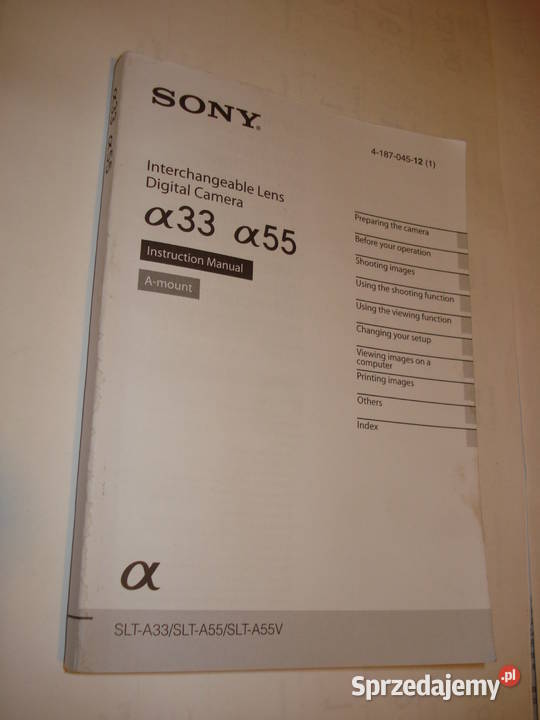 SONY®
4-187-045-12 (1)
Interchangeable Lens
Digital Camera
α33 α55
Instruction Manual
A-mount
Preparing the camera
Before your operation
Shooting images
Using the shooting function
Using the viewing function
Changing your setup
Viewing images on a
computer
Printing images
Others
Index
α
SLT-A33/SLT-A55/SLT-A55V
Sprzedajemy.pl